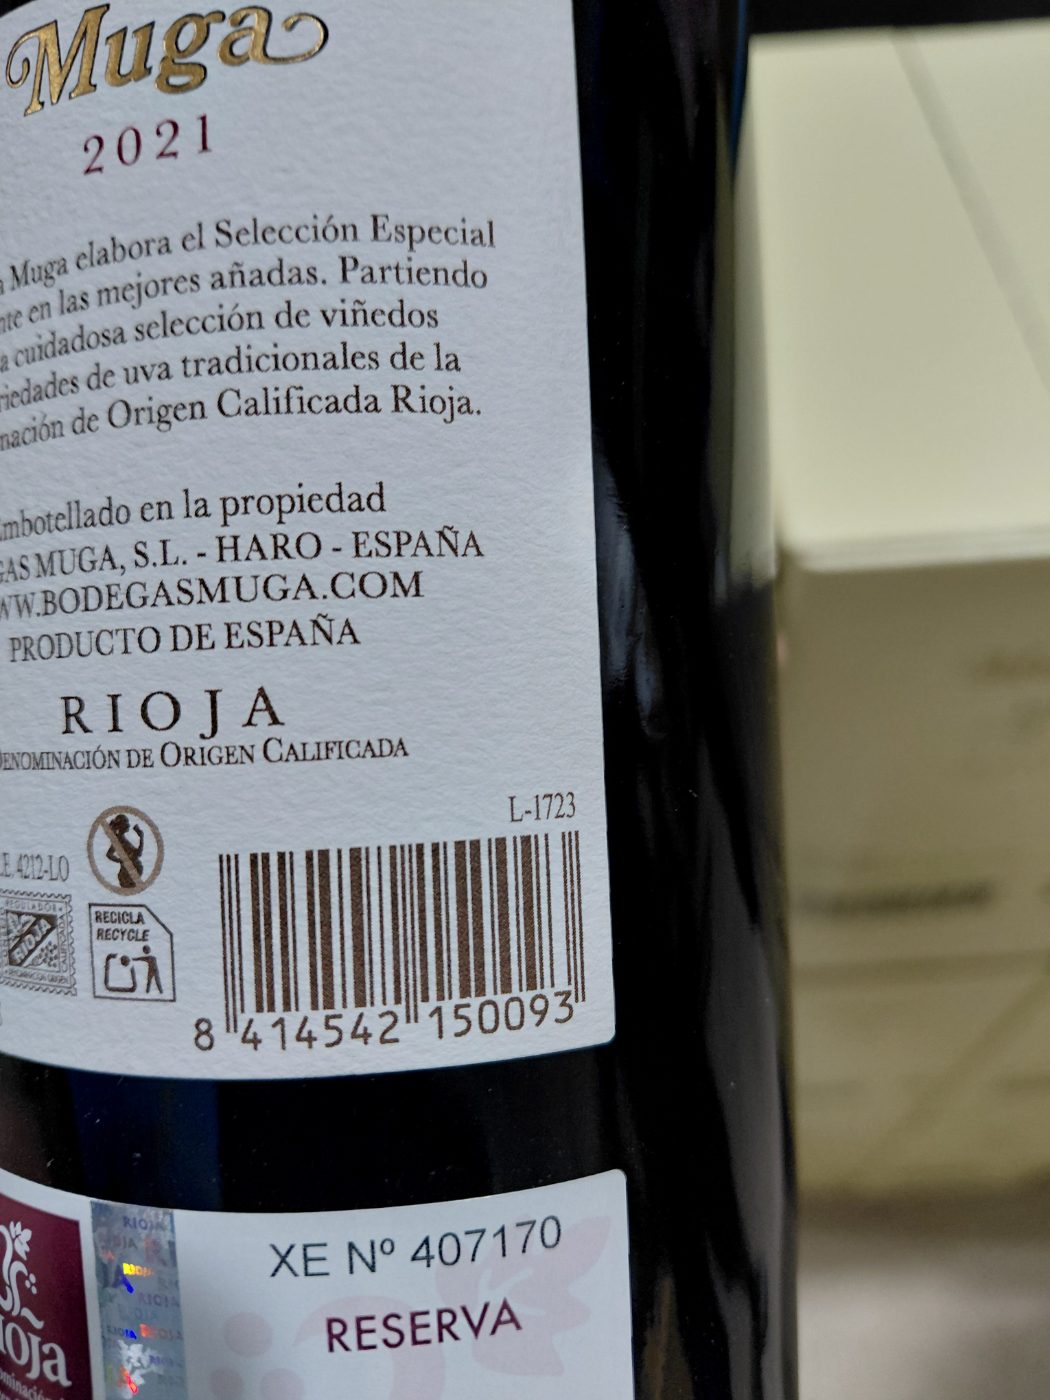 Muga
2021
Muga elabora el Selección Especial
en las mejores añadas. Partiendo
cuidadosa selección de viñedos
de uva tradicionales de la
de Origen Calificada Rioja.
Embotellado en la propiedad
MUGA, S.L. - HARO - ESPAÑA
WW.BODEGASMUGA.COM
PRODUCTO DE ESPAÑA
RIOJA
DENOMINACIÓN DE ORIGEN CALIFICADA
L-1723
4212-LO
RECICLA
RECYCLE
8 414542 150093
XE Nº 407170
RESERVA
RIOJA